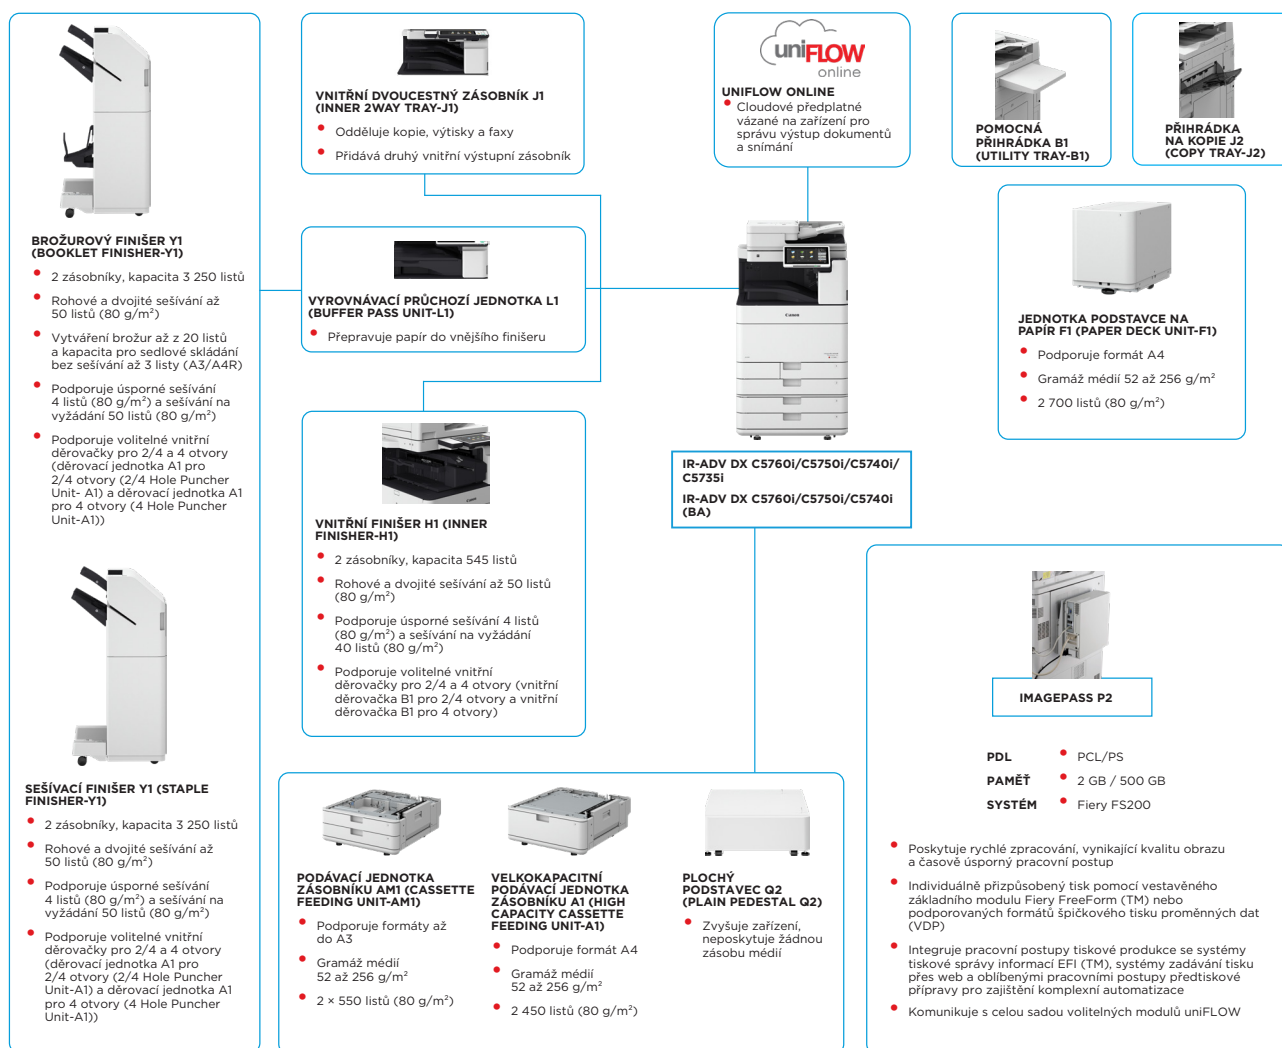 BROŽUROVÝ FINIŠER Y1
(BOOKLET FINISHER-Y1)
2 zásobníky, kapacita 3 250 listů
Rohové a dvojité sešívání až
50 listů (80 g/m²)
Vytváření brožur až z 20 listů
a kapacita pro sedlové skládání
bez sešívání až 3 listy (A3/A4R)
Podporuje úsporné sešívání
4 listů (80 g/m²) a sešívání na
vyžádání 50 listů (80 g/m²)
Podporuje volitelné vnitřní
děrovačky pro 2/4 a 4 otvory
(děrovací jednotka A1 pro
2/4 otvory (2/4 Hole Puncher
Unit- A1) a děrovací jednotka A1
pro 4 otvory (4 Hole Puncher
Unit-A1))
SEŠÍVACÍ FINIŠER Y1 (STAPLE
FINISHER-Y1)
2 zásobníky, kapacita 3 250 listů
Rohové a dvojité sešívání až
50 listů (80 g/m²)
Podporuje úsporné sešívání
4 listů (80 g/m²) a sešívání na
vyžádání 50 listů (80 g/m²)
Podporuje volitelné vnitřní
děrovačky pro 2/4 a 4 otvory
(děrovací jednotka A1 pro
2/4 otvory (2/4 Hole Puncher
Unit-A1) a děrovací jednotka A1
pro 4 otvory (4 Hole Puncher
Unit-A1))
VNITŘNÍ DVOUCESTNÝ ZÁSOBNÍK J1
(INNER 2WAY TRAY-J1)
Odděluje kopie, výtisky a faxy
Přidává druhý vnitřní výstupní zásobník
VYROVNÁVACÍ PRŮCHOZÍ JEDNOTKA L1
(BUFFER PASS UNIT-L1)
Přepravuje papír do vnějšího finišeru
VNITŘNÍ FINIŠER H1 (INNER
FINISHER-H1)
2 zásobníky, kapacita 545 listů
Rohové a dvojité sešívání až 50 listů
(80 g/m²)
Podporuje úsporné sešívání 4 listů
(80 g/m²) a sešívání na vyžádání
40 listů (80 g/m²)
Podporuje volitelné vnitřní
děrovačky pro 2/4 a 4 otvory (vnitřní
děrovačka B1 pro 2/4 otvory a vnitřní
děrovačka B1 pro 4 otvory)
uniFLOW
online
UNIFLOW ONLINE
Cloudové předplatné
vázané na zařízení pro
správu výstup dokumentů
a snímání
Canon
IR-ADV DX C5760i/C5750i/C5740i/
C5735i
IR-ADV DX C5760i/C5750i/C5740i
(BA)
POMOCNÁ
PŘIHRÁDKA B1
(UTILITY TRAY-B1)
PŘIHRÁDKA
NA KOPIE J2
(COPY TRAY-J2)
JEDNOTKA PODSTAVCE NA
PAPÍR F1 (PAPER DECK UNIT-F1)
Podporuje formát A4
Gramáž médií 52 až 256 g/m²
2 700 listů (80 g/m²)
PODÁVACÍ JEDNOTKA
ZÁSOBNÍKU AM1 (CASSETTE
FEEDING UNIT-AM1)
Podporuje formáty až
do A3
Gramáž médií
52 až 256 g/m²
2 × 550 listů (80 g/m²)
VELKOKAPACITNÍ
PODÁVACÍ JEDNOTKA
ZÁSOBNÍKU A1 (HIGH
CAPACITY CASSETTE
FEEDING UNIT-A1)
Podporuje formát A4
Gramáž médií
52 až 256 g/m²
2 450 listů (80 g/m²)
PLOCHÝ
PODSTAVEC Q2
(PLAIN PEDESTAL Q2)
Zvyšuje zařízení,
neposkytuje žádnou
zásobu médií
IMAGEPASS P2
PDL PCL/PS
PAMĚŤ 2 GB / 500 GB
SYSTÉM Fiery FS200
Poskytuje rychlé zpracování, vynikající kvalitu obrazu
a časově úsporný pracovní postup
Individuálně přizpůsobený tisk pomocí vestavěného
základního modulu Fiery FreeForm (TM) nebo
podporovaných formátů špičkového tisku proměnných dat
(VDP)
Integruje pracovní postupy tiskové produkce se systémy
tiskové správy informací EFI (TM), systémy zadávání tisku
přes web a oblíbenými pracovními postupy předtiskové
přípravy pro zajištění komplexní automatizace
Komunikuje s celou sadou volitelných modulů uniFLOW